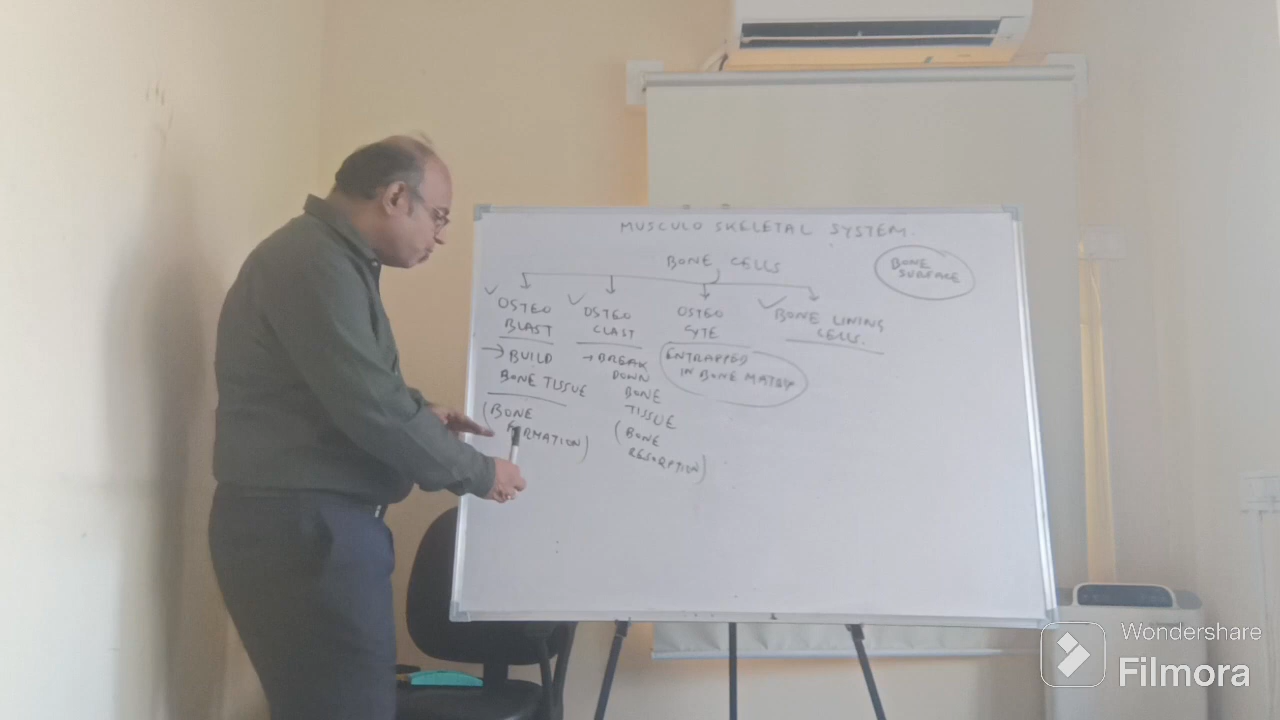 MUSCULO SKELETAL SYSTEM.
BONE CELLS
BONE
SURFACE
OSTEO
BLAST
→ BUILD
BONE TISSUE
(BONE
FORMATION)
OSTEO
CLAST
→ BREAK
DOWN
BONE
TISSUE
(BONE
RESORPTION)
OSTEO
CYTE
ENTRAPPED
IN BONE MATRIX
BONE LINING
CELLS.
Wondershare
Filmora